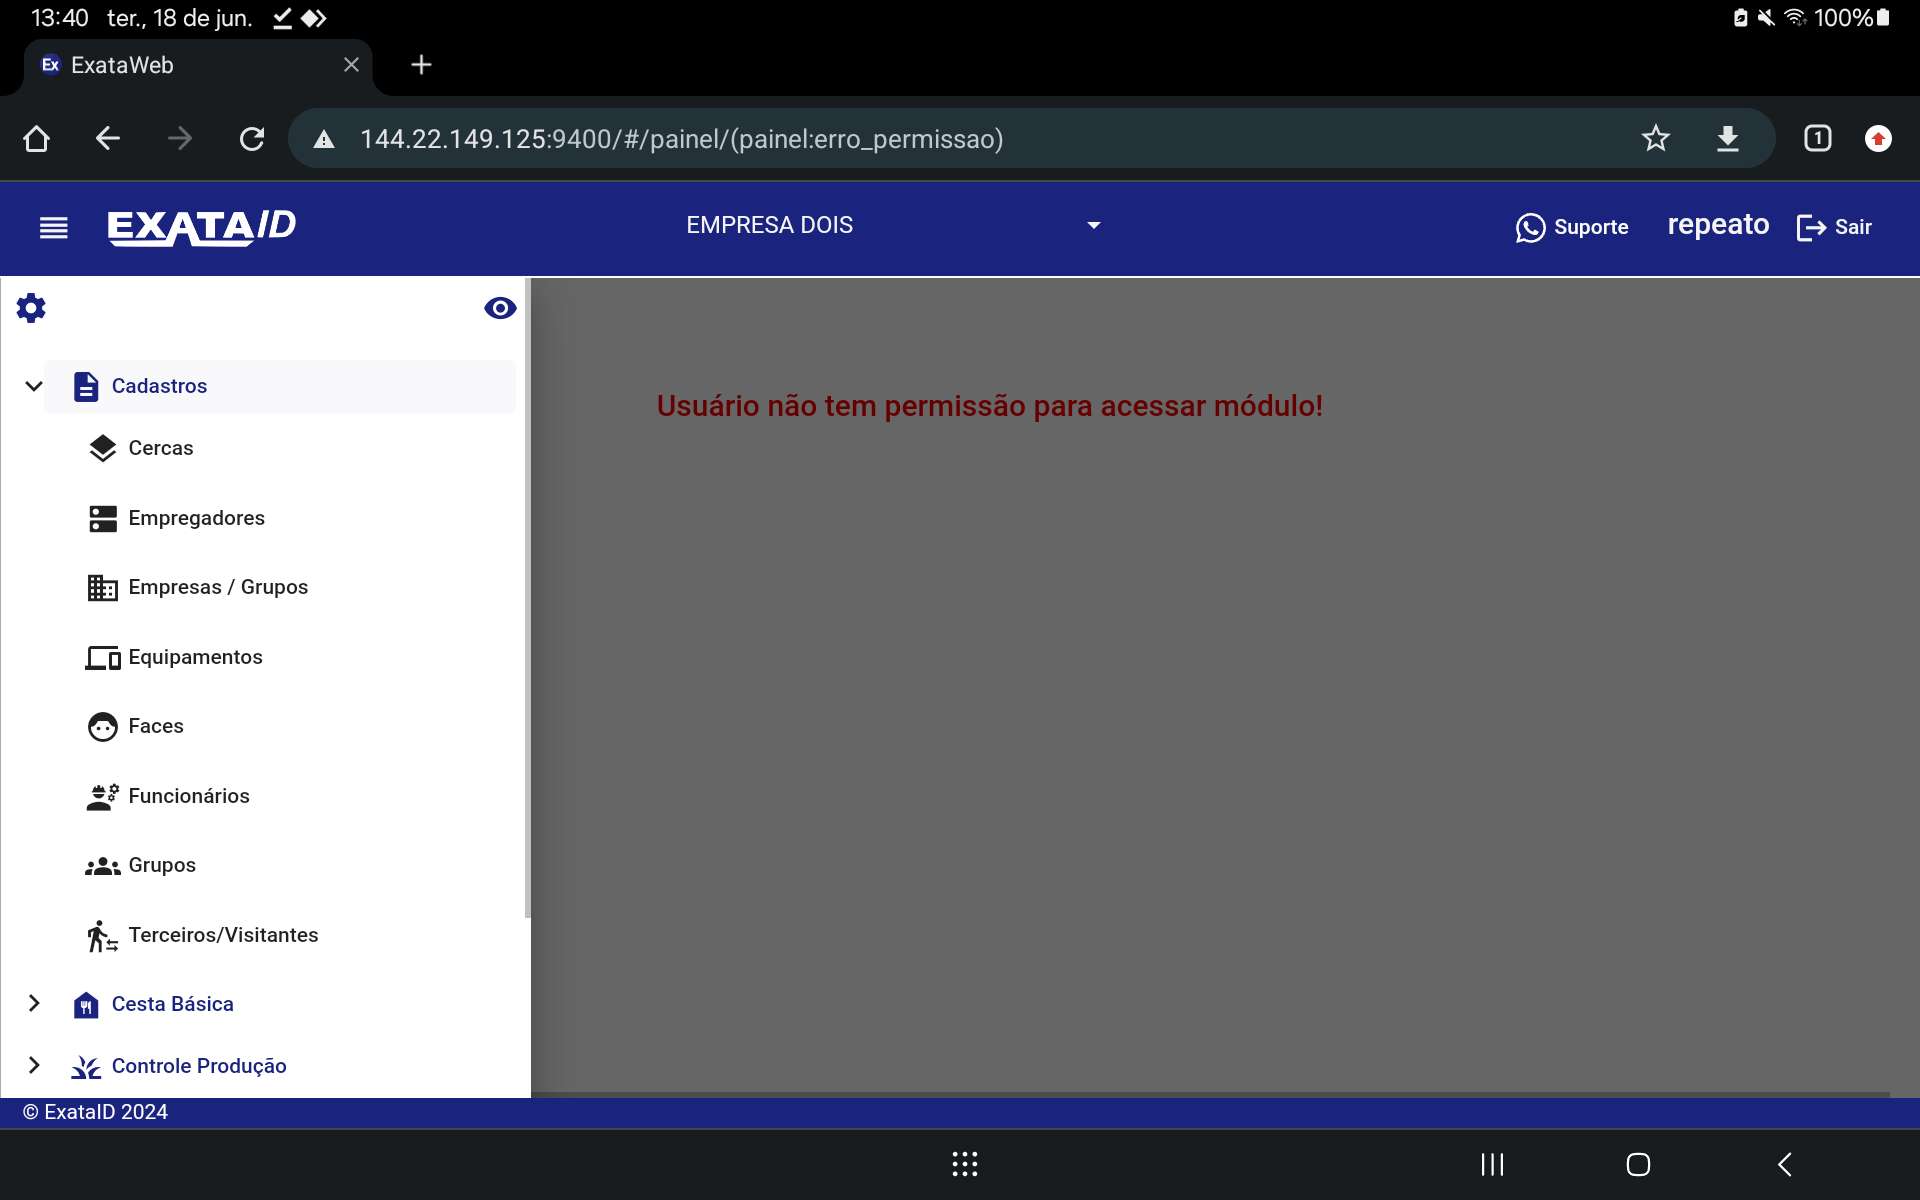 13:40 ter., 18 de jun.
100%
Ex ExataWeb
144.22.149.125:9400/#/painel/(painel:erro_permissao)
1
EXATA ID
EMPRESA DOIS
Suporte
repeato
Sair
Cadastros
Usuário não tem permissão para acessar módulo!
Cercas
Empregadores
Empresas / Grupos
Equipamentos
Faces
Funcionários
Grupos
Terceiros/Visitantes
Cesta Básica
Controle Produção
© ExataID 2024